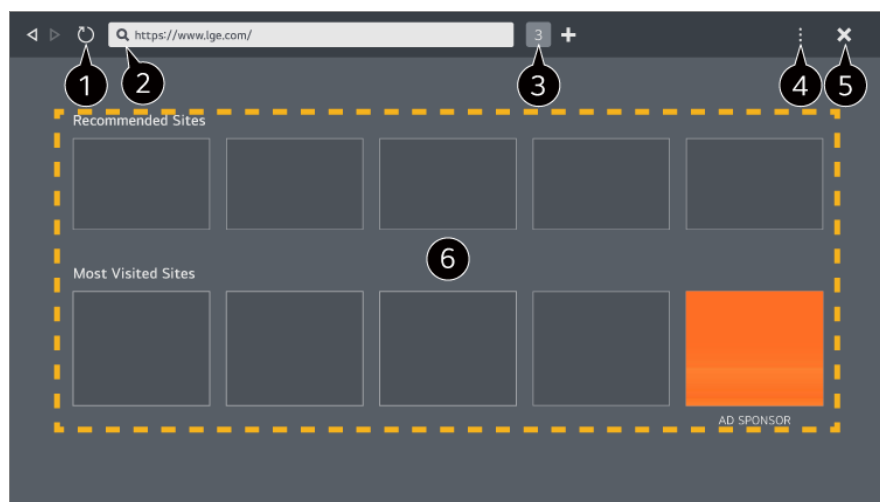 https://www.lge.com/ 3
1 2 3 4 5
Recommended Sites
6
Most Visited Sites
AD SPONSOR